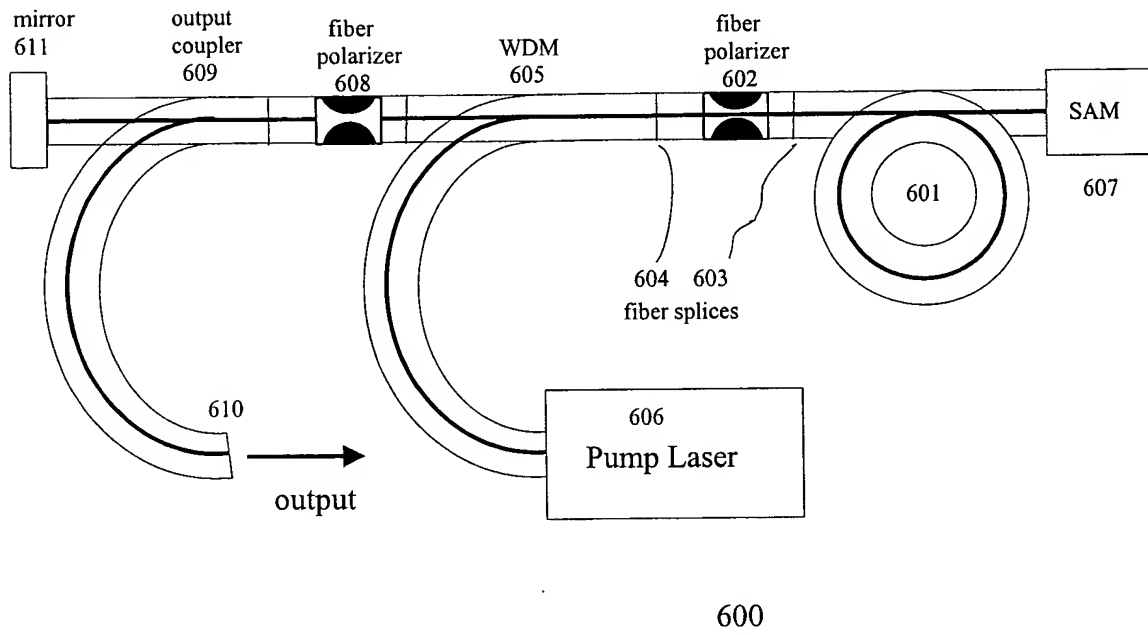 mirror
611
output
coupler
609
fiber
polarizer
608
WDM
605
fiber
polarizer
602
SAM
607
601
604
603
fiber splices
610
output
606
Pump Laser
600